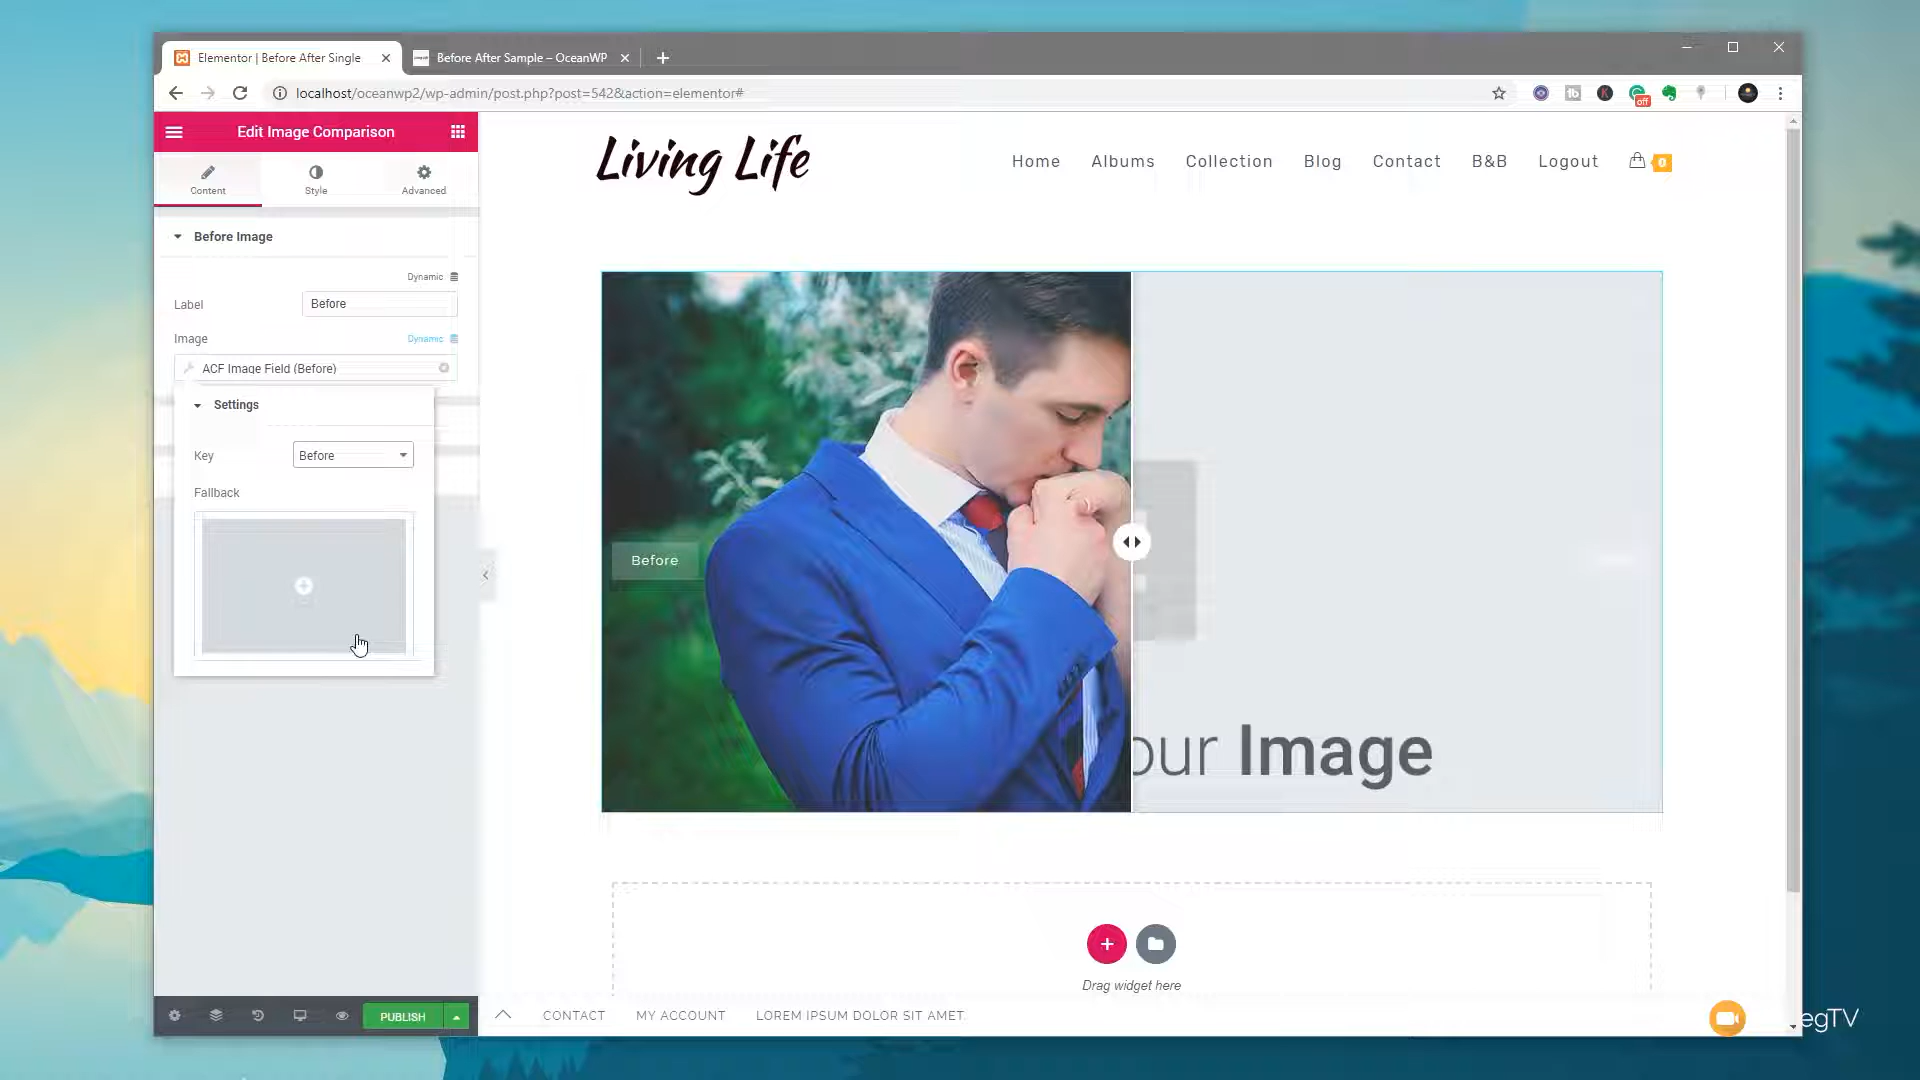 Elementor | Before After Single
Before After Sample – OceanWP
localhost/oceanwp2/wp-admin/post.php?post=542&action=elementor#
off
Edit Image Comparison
Content
Style
Advanced
Before Image
Dynamic
Label
Before
Image
Dynamic
ACF Image Field (Before)
Settings
Key
Before
Fallback
PUBLISH
Living Life
Home
Albums
Collection
Blog
Contact
B&B
Logout
0
Before
our Image
Drag widget here
CONTACT
MY ACCOUNT
LOREM IPSUM DOLOR SIT AMET.
egTV